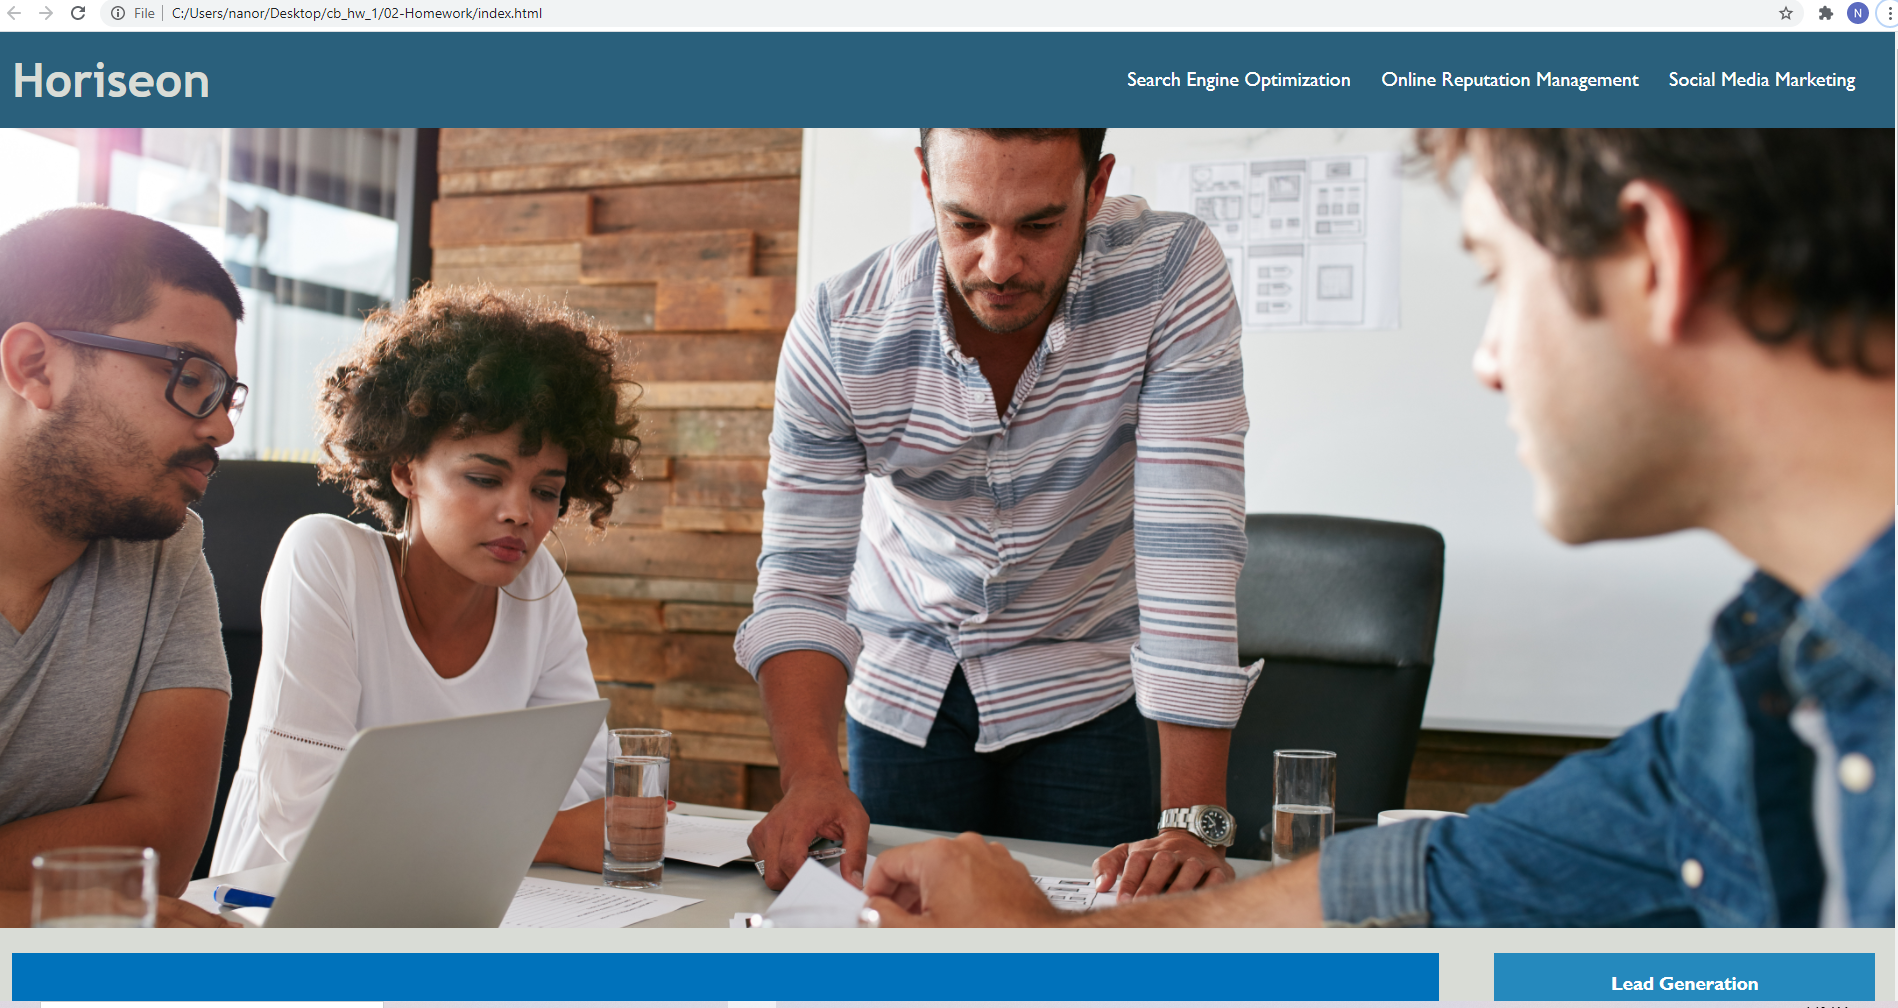 File C:/Users/nanor/Desktop/cb_hw_1/02-Homework/index.html
N
Horiseon
Search Engine Optimization Online Reputation Management Social Media Marketing
Lead Generation